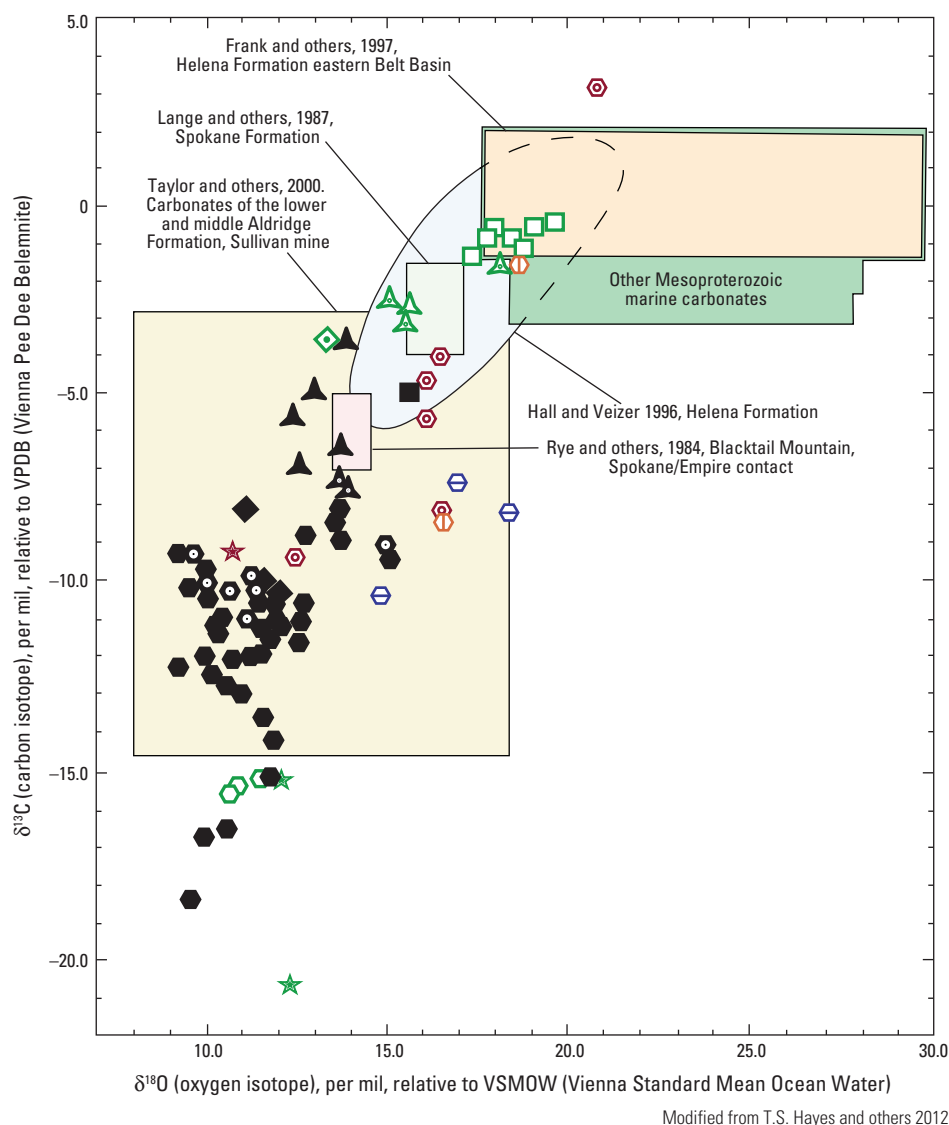 5.0
0
−5.0
−10.0
−15.0
−20.0
δ¹³C (carbon isotope), per mil, relative to VPDB (Vienna Pee Dee Belemnite)
Frank and others, 1997,
Helena Formation eastern Belt Basin
Lange and others, 1987,
Spokane Formation
Taylor and others, 2000.
Carbonates of the lower
and middle Aldridge
Formation, Sullivan mine
Other Mesoproterozoic
marine carbonates
Hall and Veizer 1996, Helena Formation
Rye and others, 1984, Blacktail Mountain,
Spokane/Empire contact
10.0
15.0
20.0
25.0
30.0
δ¹⁸O (oxygen isotope), per mil, relative to VSMOW (Vienna Standard Mean Ocean Water)
Modified from T.S. Hayes and others 2012